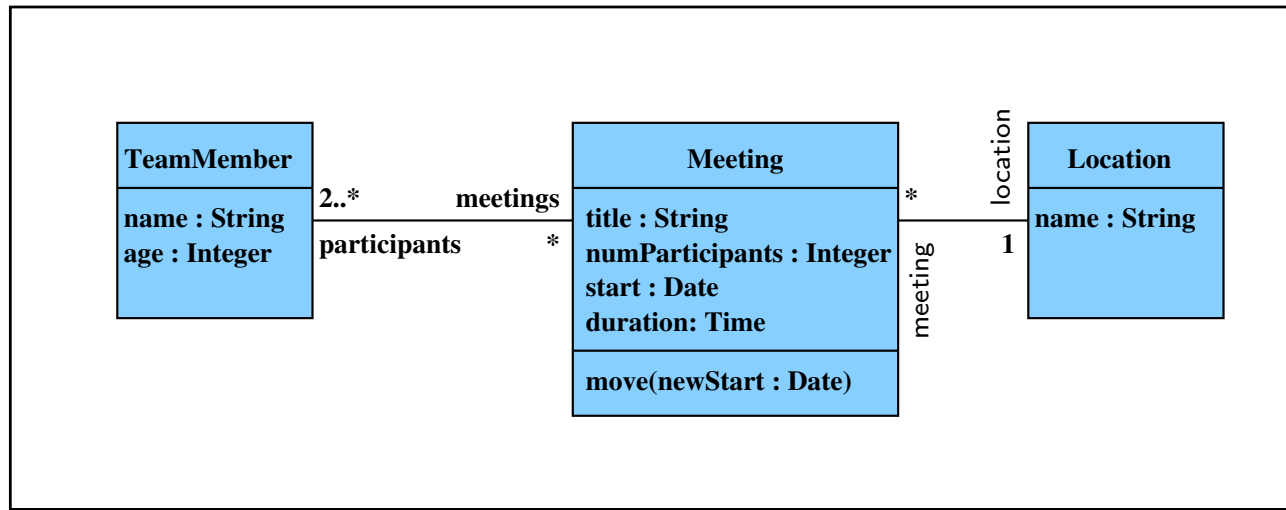 TeamMember
name : String
age : Integer
2..*
participants
meetings
*
Meeting
title : String
numParticipants : Integer
start : Date
duration: Time
move(newStart : Date)
*
meeting
location
1
Location
name : String